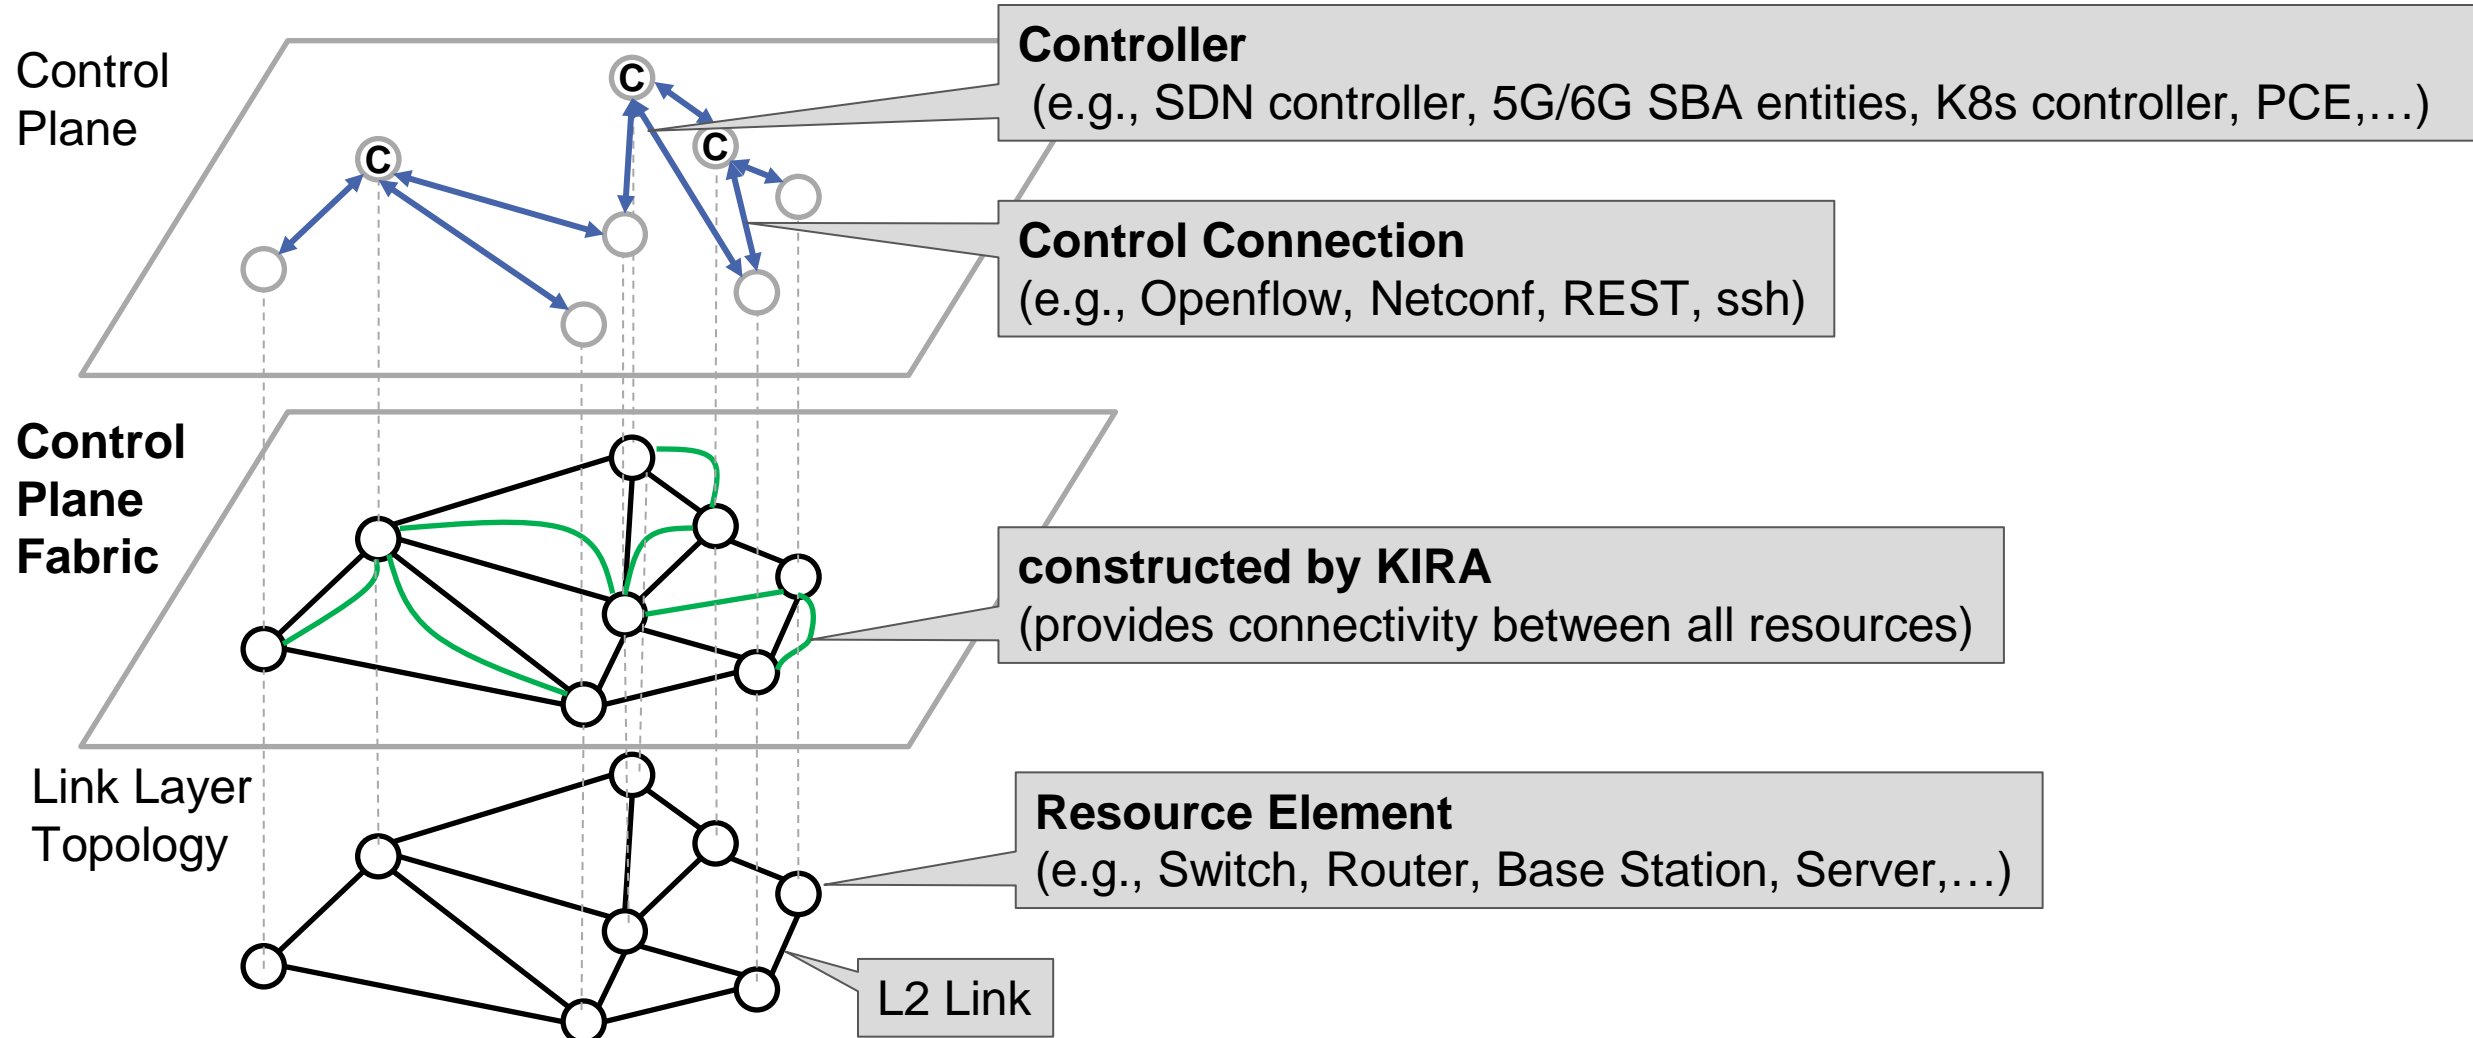 Control
Plane
C
C
C
Controller
(e.g., SDN controller, 5G/6G SBA entities, K8s controller, PCE,…)
Control Connection
(e.g., Openflow, Netconf, REST, ssh)
Control
Plane
Fabric
constructed by KIRA
(provides connectivity between all resources)
Link Layer
Topology
Resource Element
(e.g., Switch, Router, Base Station, Server,…)
L2 Link